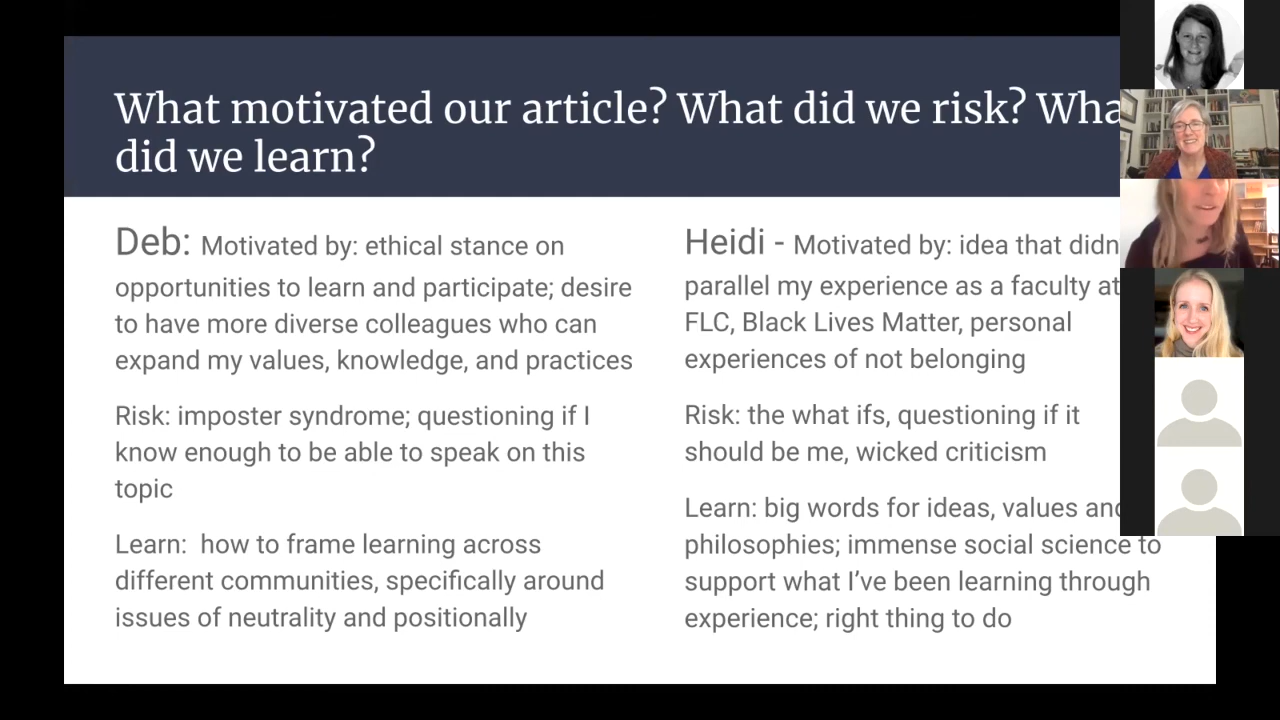 What motivated our article? What did we risk? Wha
did we learn?
Deb: Motivated by: ethical stance on
opportunities to learn and participate; desire
to have more diverse colleagues who can
expand my values, knowledge, and practices
Risk: imposter syndrome; questioning if I
know enough to be able to speak on this
topic
Learn:  how to frame learning across
different communities, specifically around
issues of neutrality and positionally
Heidi - Motivated by: idea that didn
parallel my experience as a faculty at
FLC, Black Lives Matter, personal
experiences of not belonging
Risk: the what ifs, questioning if it
should be me, wicked criticism
Learn: big words for ideas, values and
philosophies; immense social science to
support what I’ve been learning through
experience; right thing to do